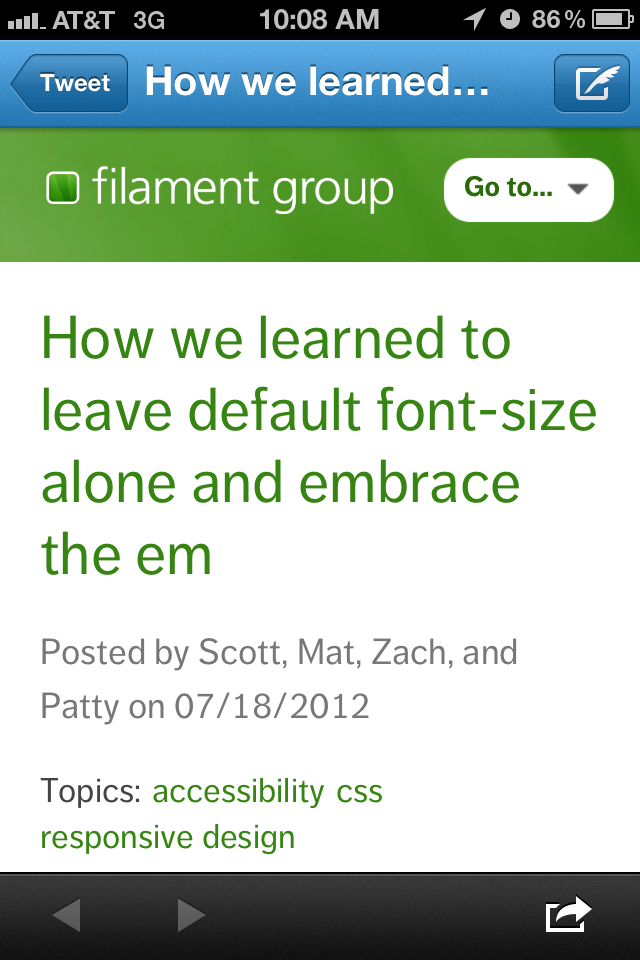 AT&T 3G 10:08 AM 86%
Tweet How we learned...
filament group Go to...
How we learned to
leave default font-size
alone and embrace
the em
Posted by Scott, Mat, Zach, and
Patty on 07/18/2012
Topics: accessibility css
responsive design